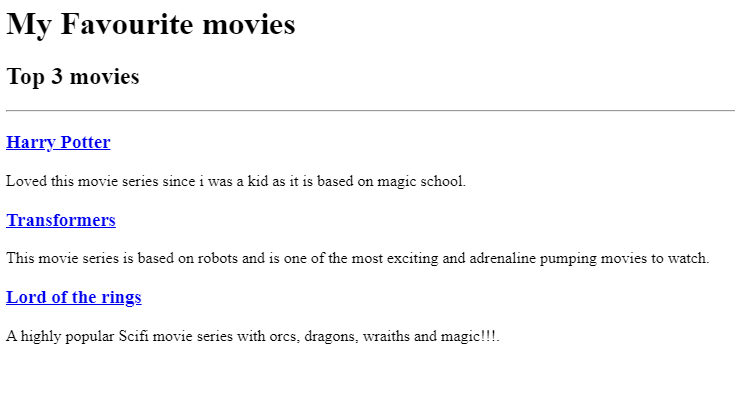 My Favourite movies
Top 3 movies
Harry Potter
Loved this movie series since i was a kid as it is based on magic school.
Transformers
This movie series is based on robots and is one of the most exciting and adrenaline pumping movies to watch.
Lord of the rings
A highly popular Scifi movie series with orcs, dragons, wraiths and magic!!!.